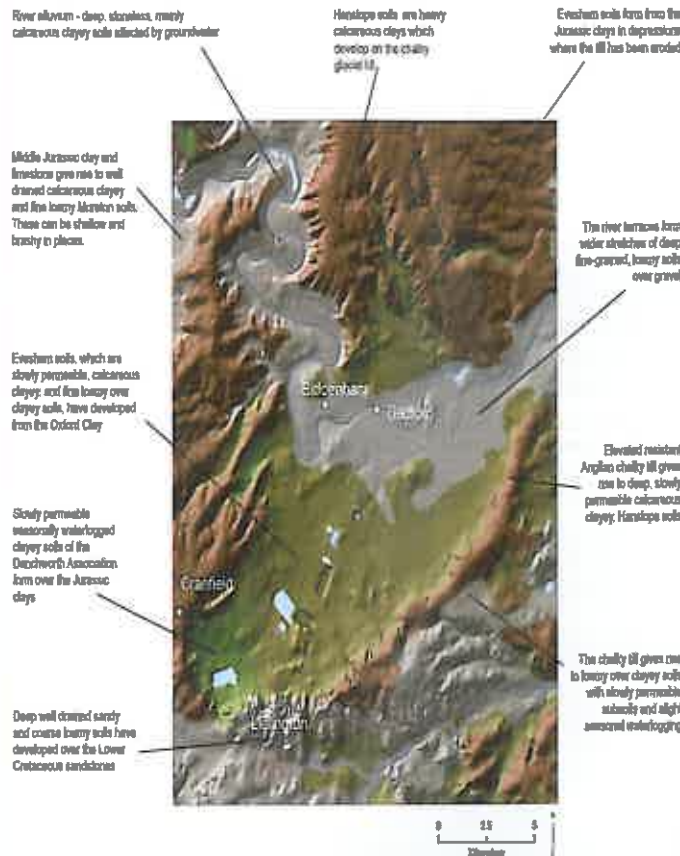 River alluvium - deep, stoneless, mainly
calcareous clayey soils affected by groundwater
Hanslope soils are heavy
calcareous clays which
develop on the chalky
glacial till
Evesham soils form from the
Jurassic clays in depressions
where the till has been eroded
Middle Jurassic clay and
limestone give rise to well
drained calcareous clayey
and fine loamy Moreton soils.
These can be shallow and
brashy in places.
The river terraces form
wider stretches of deep
fine-grained, loamy soils
over gravel
Evesham soils, which are
slowly permeable, calcareous
clayey, and fine loamy over
clayey soils, have developed
from the Oxford Clay
Biddenham
Elevated resistant
Anglian chalky till gives
rise to deep, slowly
permeable calcareous
clayey, Hanslope soils
Slowly permeable
seasonally waterlogged
clayey soils of the
Denchworth Association
form over the Jurassic
clays
Cranfield
The chalky till gives rise
to loamy over clayey soils
with slowly permeable
subsoils and slight
seasonal waterlogging
Deep well drained sandy
and coarse loamy soils have
developed over the Lower
Cretaceous sandstones
0 5